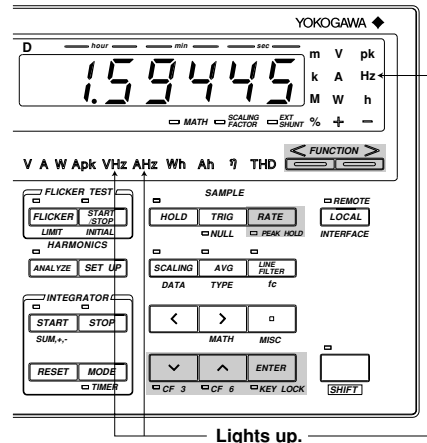 YOKOGAWA
D hour min sec
m V pk
1.59445
k A Hz
M W h
MATH SCALING FACTOR EXT SHUNT % + −
< FUNCTION >
V A W Apk VHz AHz Wh Ah η THD
FLICKER TEST SAMPLE
REMOTE
FLICKER START /STOP HOLD TRIG RATE LOCAL
LIMIT INITIAL NULL PEAK HOLD INTERFACE
HARMONICS
ANALYZE SET UP SCALING AVG LINE FILTER
DATA TYPE fc
INTEGRATOR
START STOP < >
SUM,+,- MATH MISC
RESET MODE ENTER
TIMER CF 3 CF 6 KEY LOCK SHIFT
Lights up.